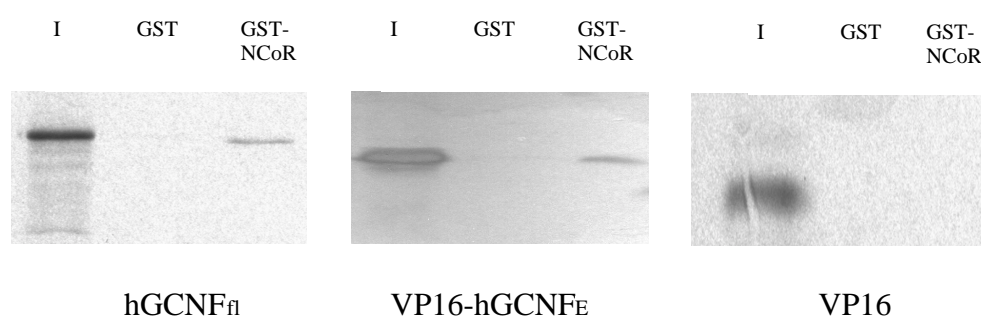 I GST GST-
NCoR
I GST GST-
NCoR
I GST GST-
NCoR
hGCNFfl
VP16-hGCNFE
VP16